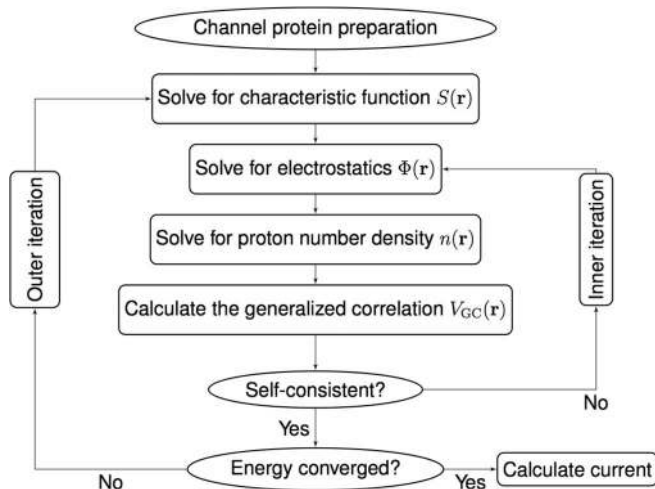 Channel protein preparation
Solve for characteristic function S(r)
Solve for electrostatics Φ(r)
Outer iteration
Inner iteration
Solve for proton number density n(r)
Calculate the generalized correlation V_GC(r)
Self-consistent?
No
Yes
Energy converged?
No
Yes
Calculate current